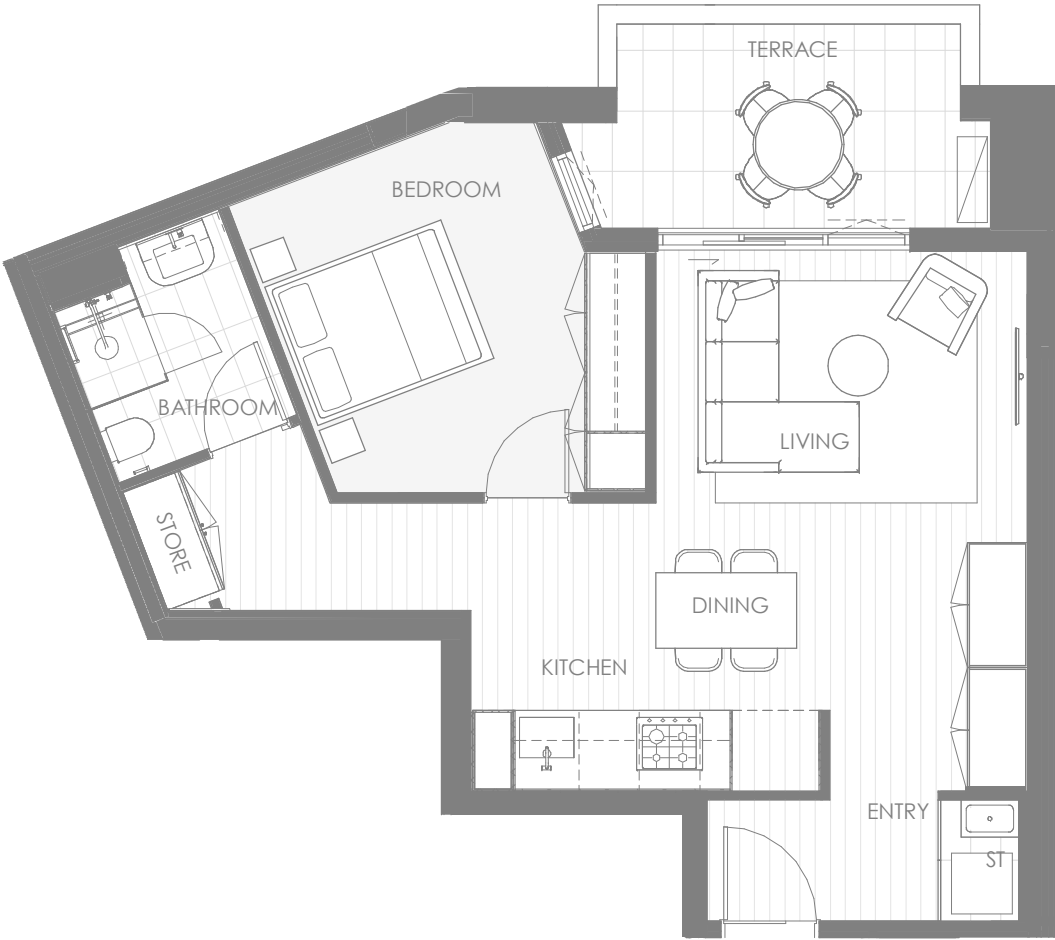 TERRACE
BEDROOM
BATHROOM
LIVING
STORE
DINING
KITCHEN
ENTRY
ST